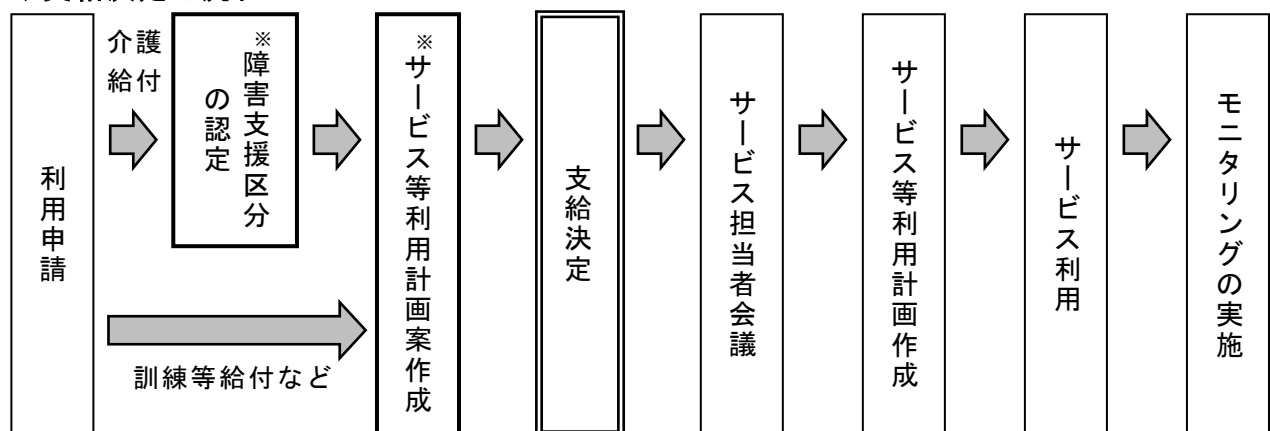 利用申請
介護
給付
※障害支援区分
の認定
訓練等給付など
※サービス等利用計画案作成
支給決定
サービス担当者会議
サービス等利用計画作成
サービス利用
モニタリングの実施